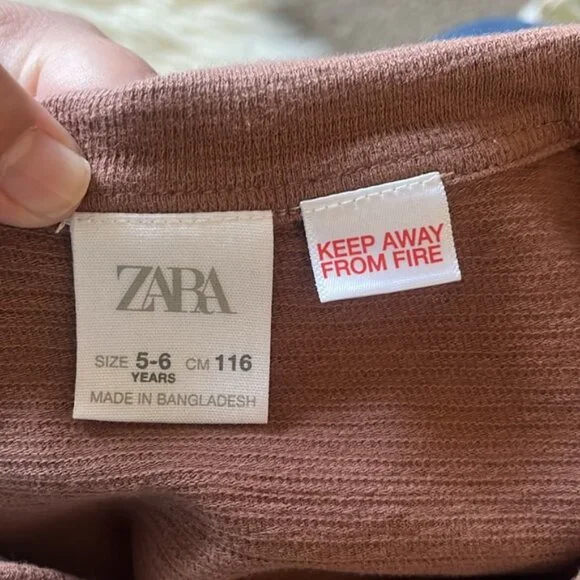 ZARA
SIZE 5-6 CM 116
YEARS
MADE IN BANGLADESH
KEEP AWAY
FROM FIRE